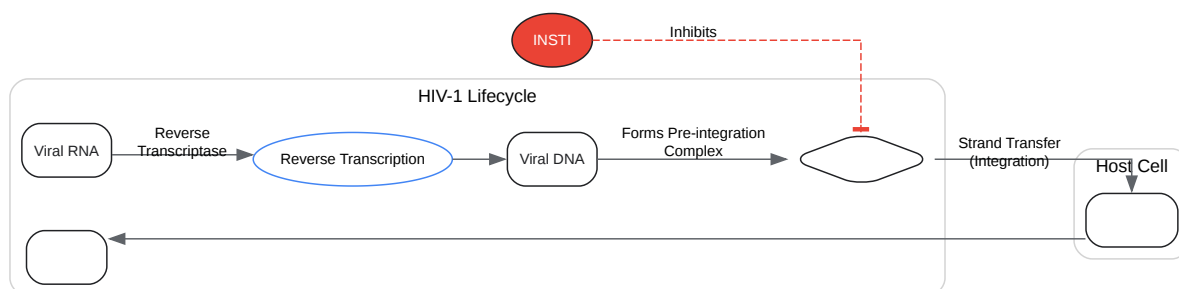 INSTI
Inhibits
HIV-1 Lifecycle
Viral RNA
Reverse
Transcriptase
Reverse Transcription
Viral DNA
Forms Pre-integration
Complex
Strand Transfer
(Integration)
Host Cell